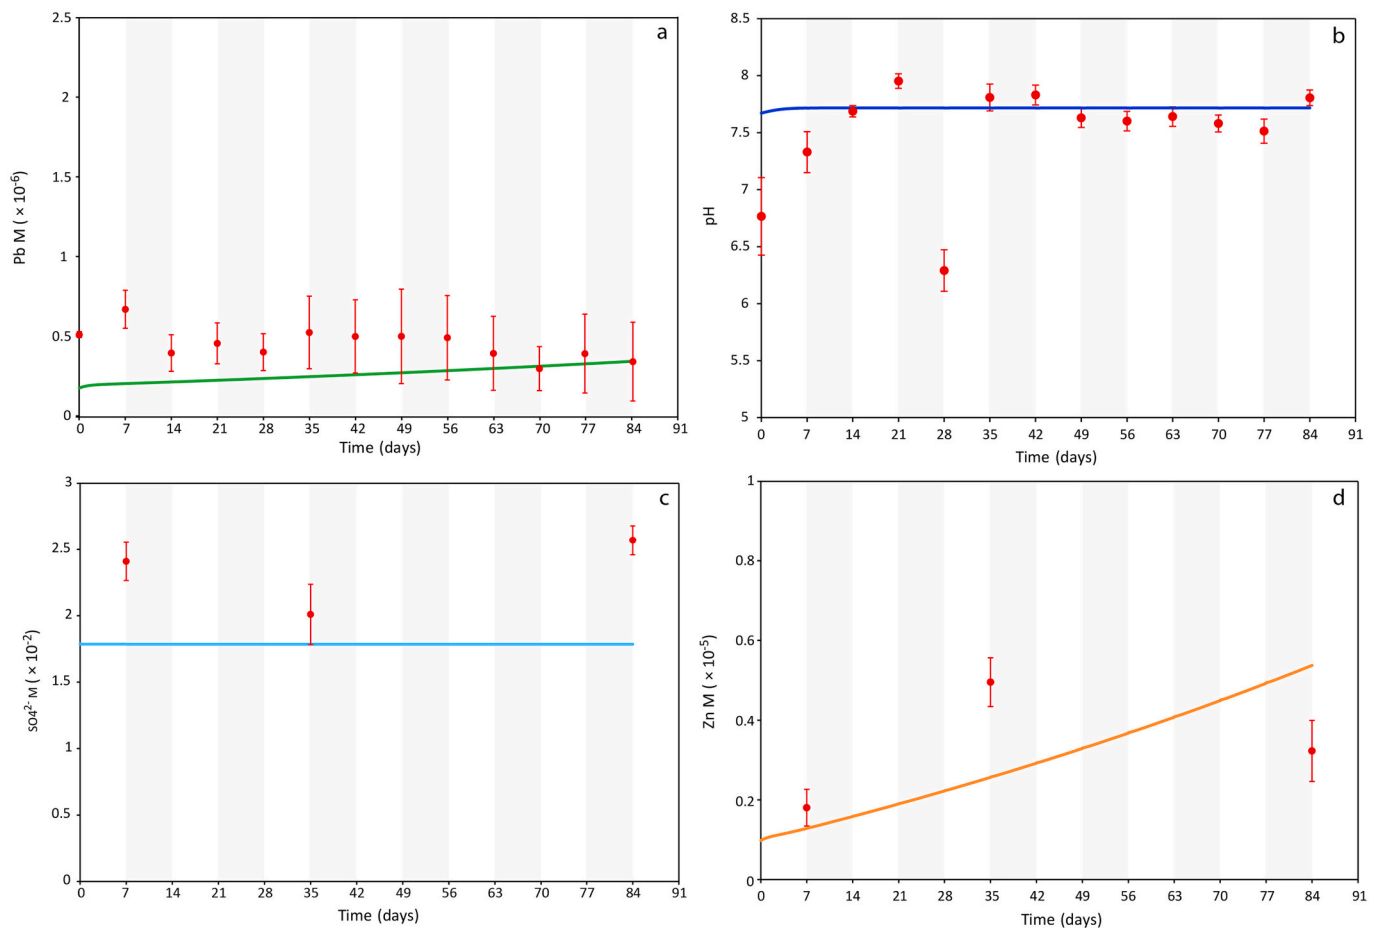 a
2.5
2
1.5
1
0.5
0
Pb M ( × 10⁻⁶)
0 7 14 21 28 35 42 49 56 63 70 77 84 91
Time (days)
b
8.5
8
7.5
7
6.5
6
5.5
5
pH
0 7 14 21 28 35 42 49 56 63 70 77 84 91
Time (days)
c
3
2.5
2
1.5
1
0.5
0
SO4²⁻ M ( × 10⁻²)
0 7 14 21 28 35 42 49 56 63 70 77 84 91
Time (days)
d
1
0.8
0.6
0.4
0.2
0
Zn M ( × 10⁻⁵)
0 7 14 21 28 35 42 49 56 63 70 77 84 91
Time (days)